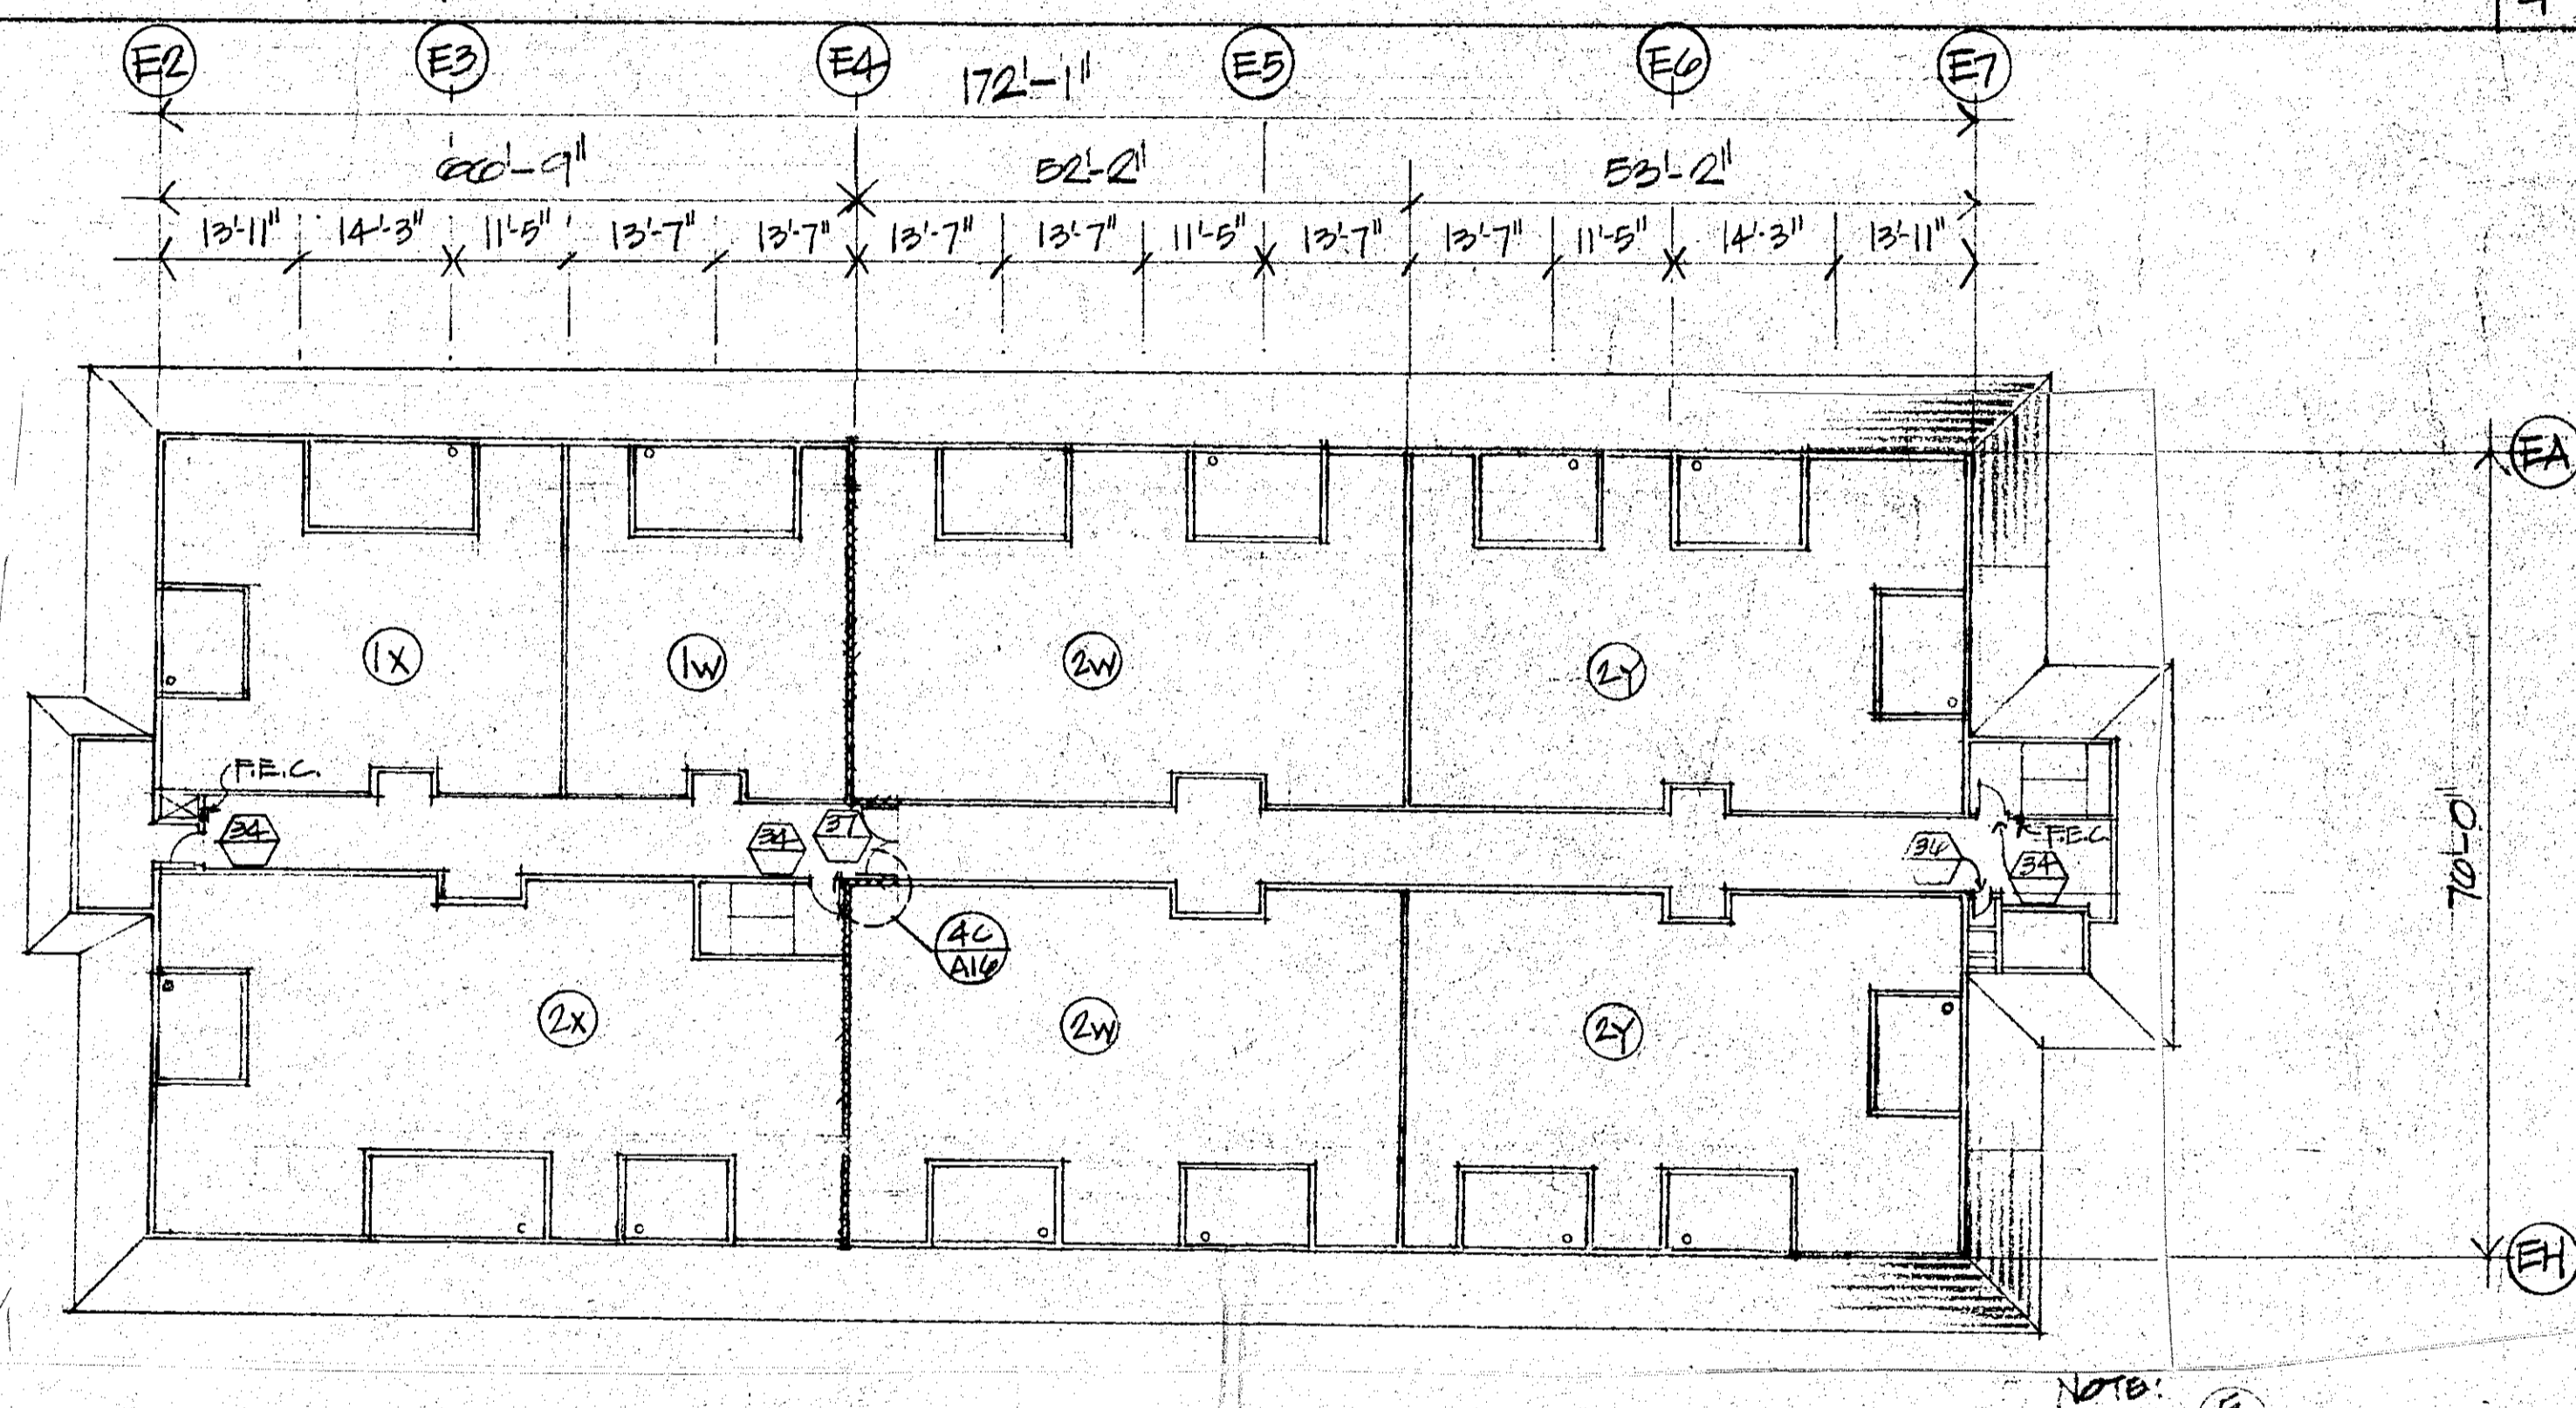 E2 E3 E4 E5 E6 E7
172'-1"
66'-9" 52'-2" 53'-2"
13'-11" 14'-3" 11'-5" 13'-7" 13'-7" 13'-7" 13'-7" 11'-5" 13'-7" 13'-7" 11'-5" 14'-3" 13'-11"
EA
1X 1W 2W 2Y
F.E.C.
34 34 37 34 F.E.C.
76'-0"
4C
A16
2X 2W 2Y
EH
NOTE: